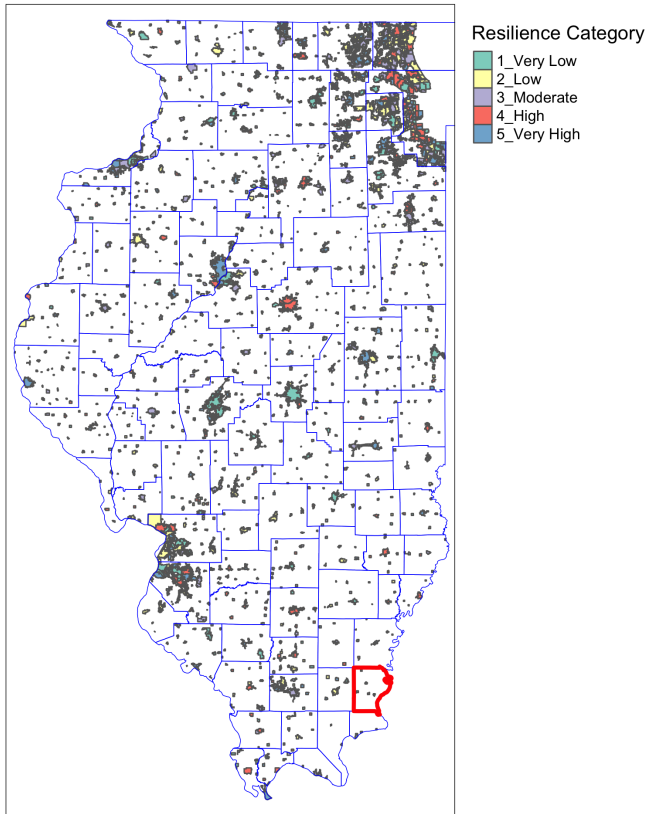 Resilience Category
1_Very Low
2_Low
3_Moderate
4_High
5_Very High